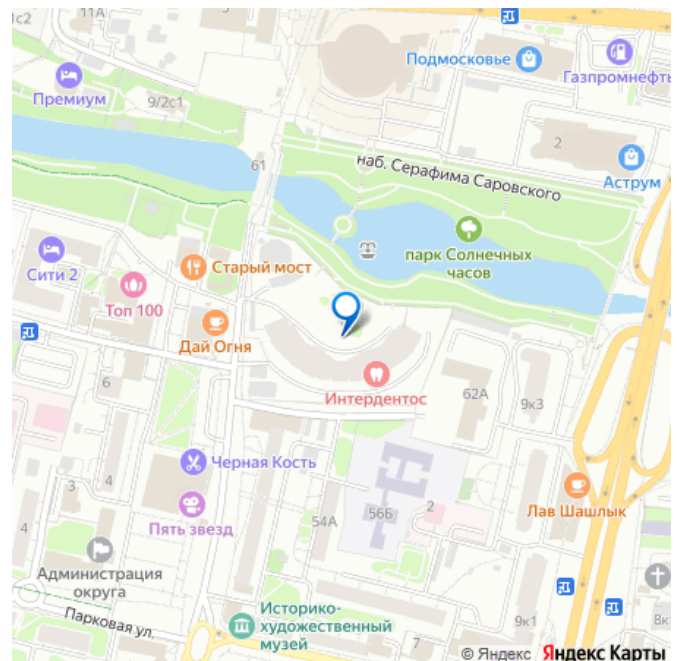 1с2
11А
Подмосковье
Газпромнефть
Премиум
9/2с1
2
61
наб. Серафима Саровского
Аструм
парк Солнечных
часов
Сити 2
Старый мост
Топ 100
Дай Огня
Интердентос
6
62А
9к3
4
3
4
Черная Кость
Пять звезд
54А
56Б
2
Лав Шашлык
Администрация
округа
Парковая ул.
Историко-
художественный
музей
7
9к1
8к
© Яндекс Яндекс Карты